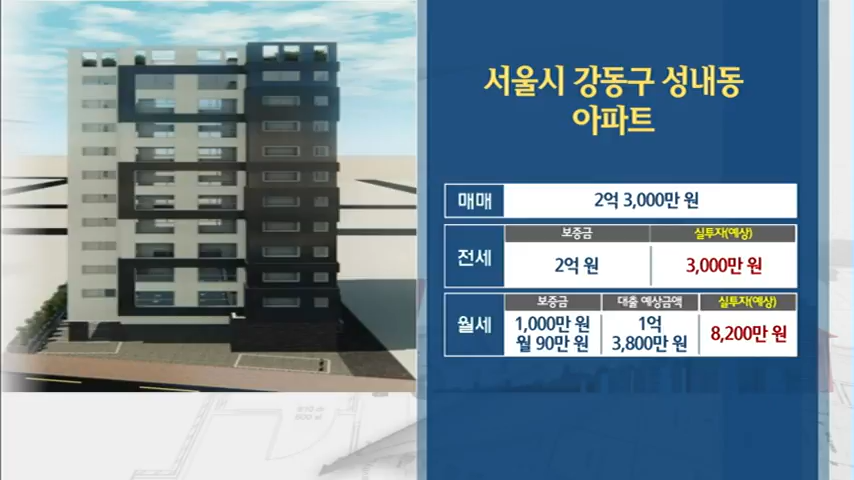 서울시 강동구 성내동
아파트
매매
2억 3,000만 원
전세
보증금
실투자(예상)
2억 원
3,000만 원
월세
보증금
대출 예상금액
실투자(예상)
1,000만 원
월 90만 원
1억
3,800만 원
8,200만 원